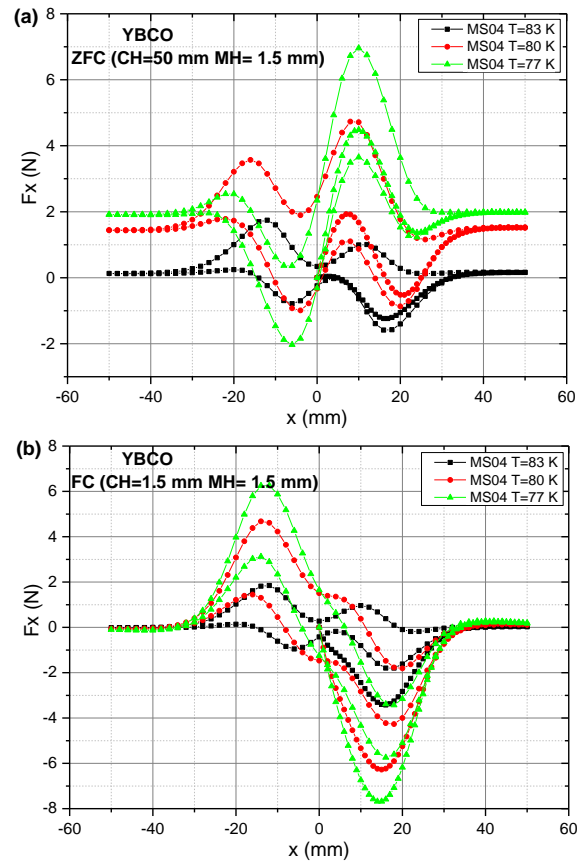 (a)
YBCO
ZFC (CH=50 mm MH= 1.5 mm)
MS04 T=83 K
MS04 T=80 K
MS04 T=77 K
8
6
4
2
0
-2
Fx (N)
-60 -40 -20 0 20 40 60
x (mm)
(b)
YBCO
FC (CH=1.5 mm MH= 1.5 mm)
MS04 T=83 K
MS04 T=80 K
MS04 T=77 K
8
6
4
2
0
-2
-4
-6
-8
Fx (N)
-60 -40 -20 0 20 40 60
x (mm)